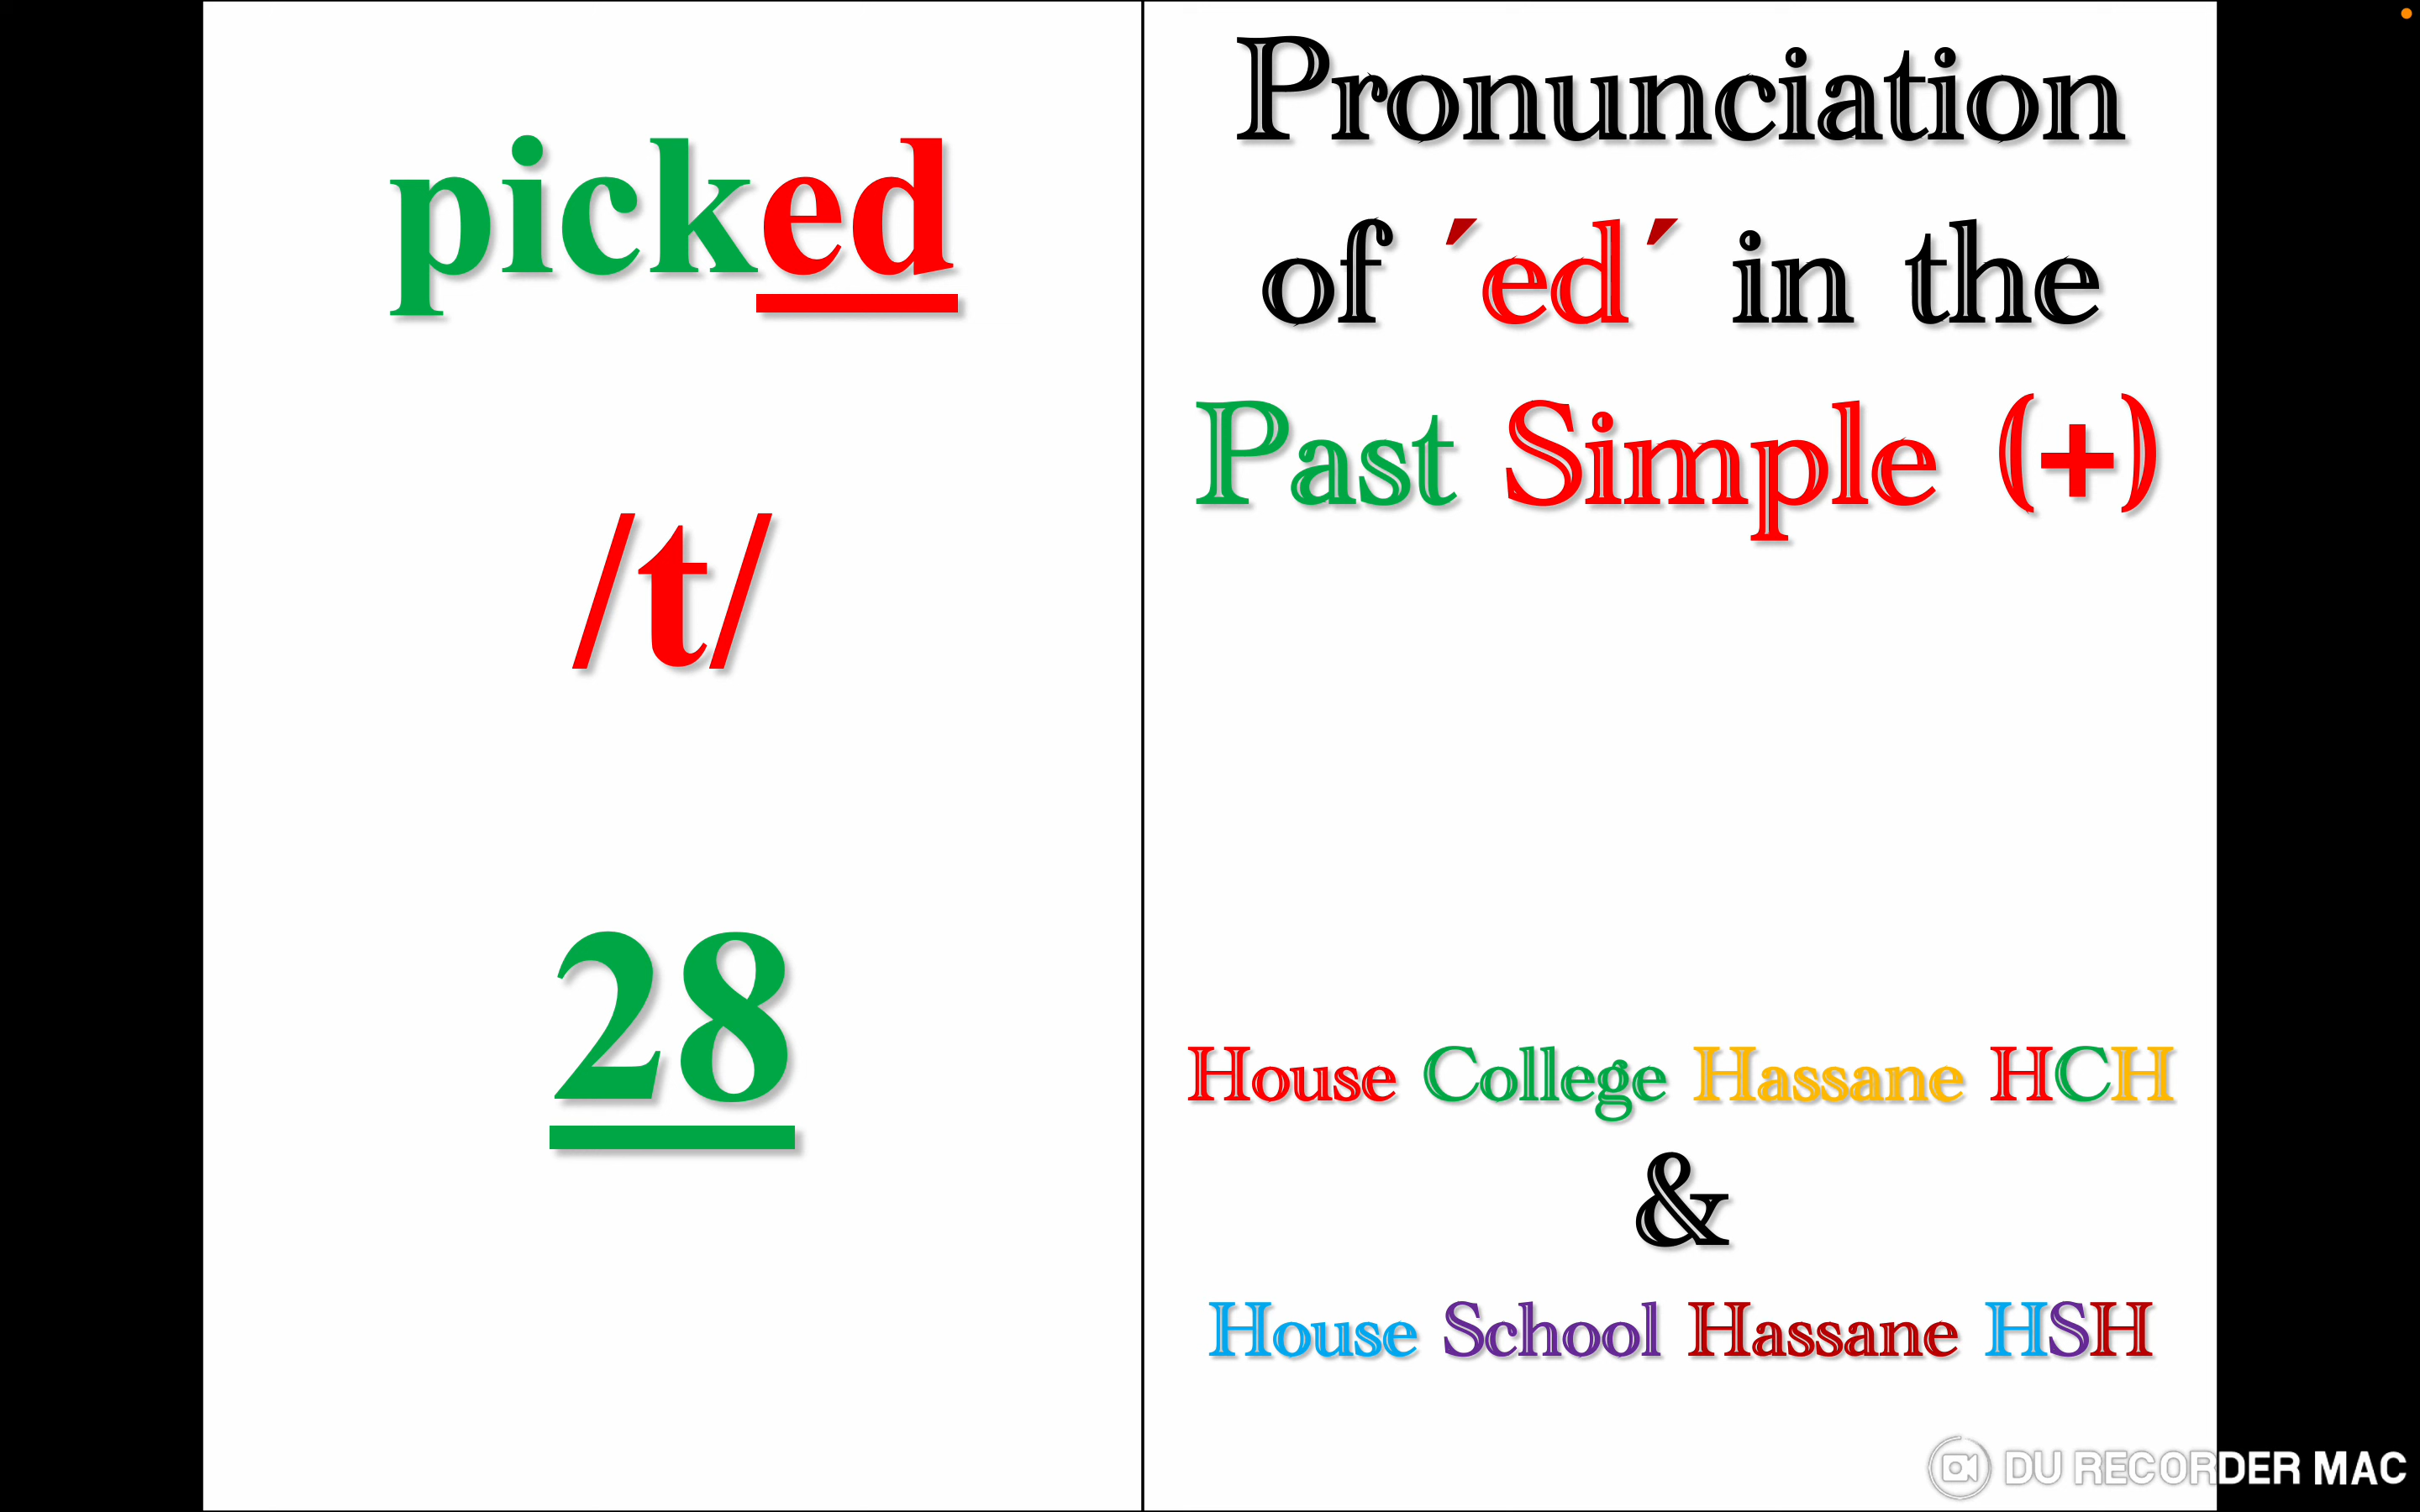 picked
/t/
28
Pronunciation
of ´ed´ in the
Past Simple (+)
House College Hassane HCH
&
House School Hassane HSH
DU RECORDER MAC